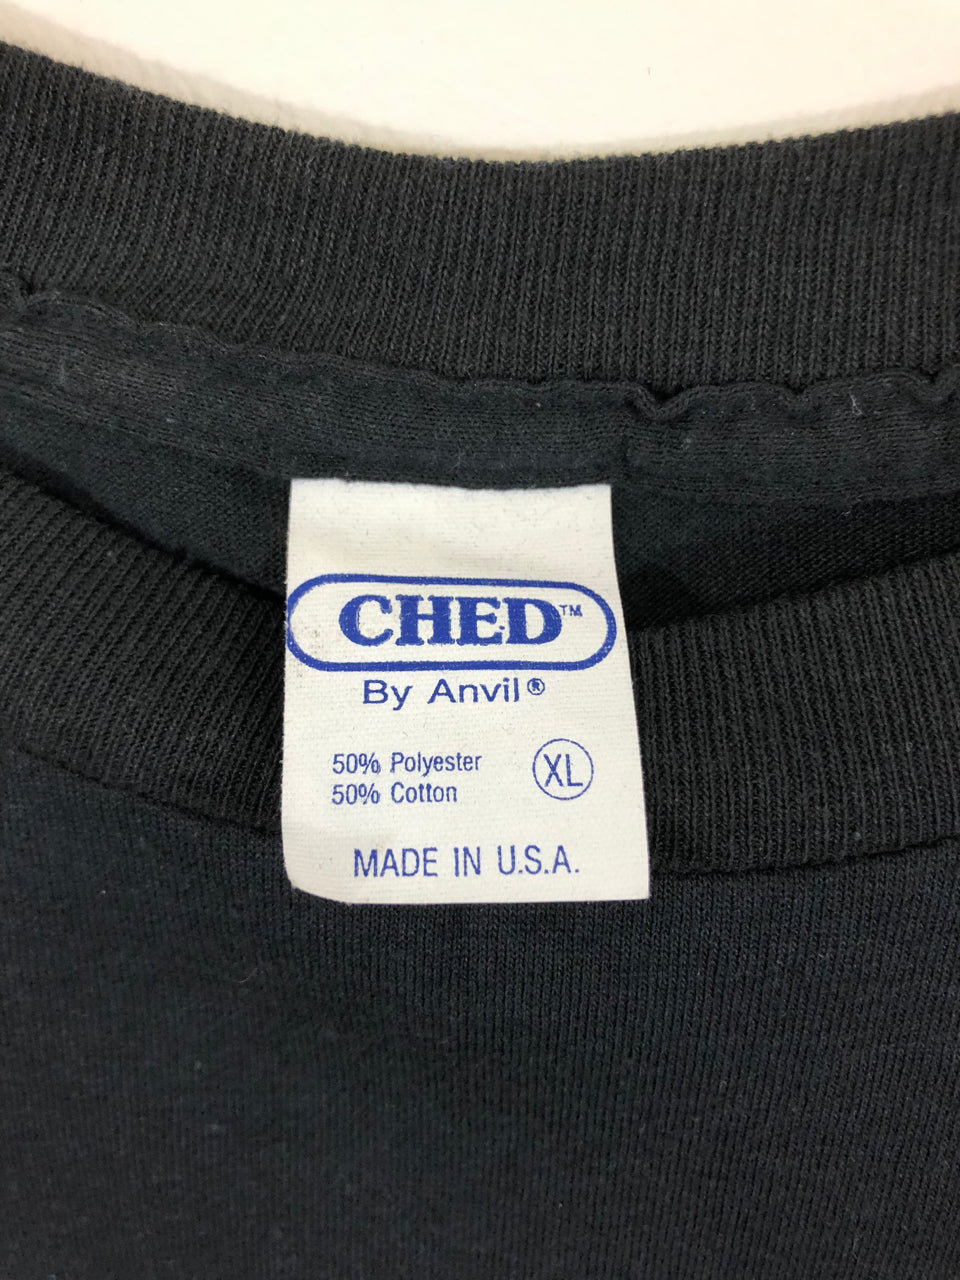 CHED™
By Anvil®
50% Polyester
50% Cotton
XL
MADE IN U.S.A.